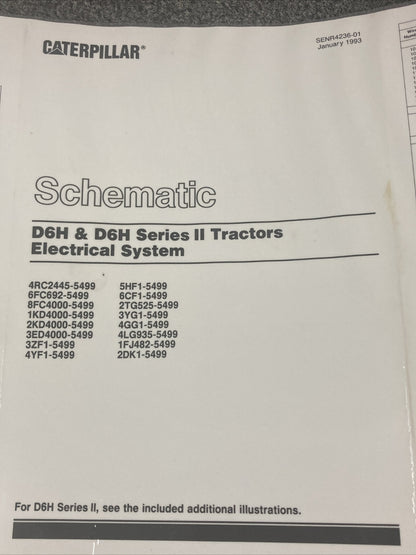 CATERPILLAR®
SENR4236-01
January 1993
Schematic
D6H & D6H Series II Tractors
Electrical System
4RC2445-5499
6FC692-5499
8FC4000-5499
1KD4000-5499
2KD4000-5499
3ED4000-5499
3ZF1-5499
4YF1-5499
5HF1-5499
6CF1-5499
2TG525-5499
3YG1-5499
4GG1-5499
4LG935-5499
1FJ482-5499
2DK1-5499
For D6H Series II, see the included additional illustrations.